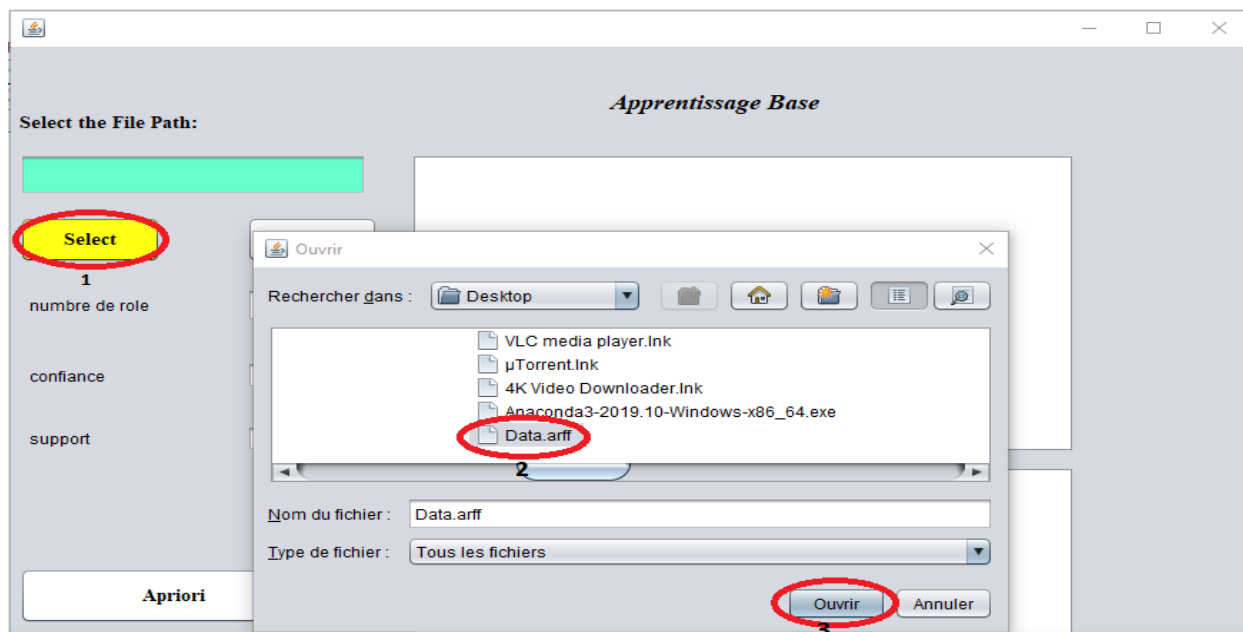 Apprentissage Base
Select the File Path:
Select
1
numbre de role
confiance
support
Apriori
Ouvrir
Rechercher dans :
Desktop
VLC media player.lnk
µTorrent.lnk
4K Video Downloader.lnk
Anaconda3-2019.10-Windows-x86_64.exe
Data.arff
2
Nom du fichier :
Data.arff
Type de fichier :
Tous les fichiers
Ouvrir
Annuler
3